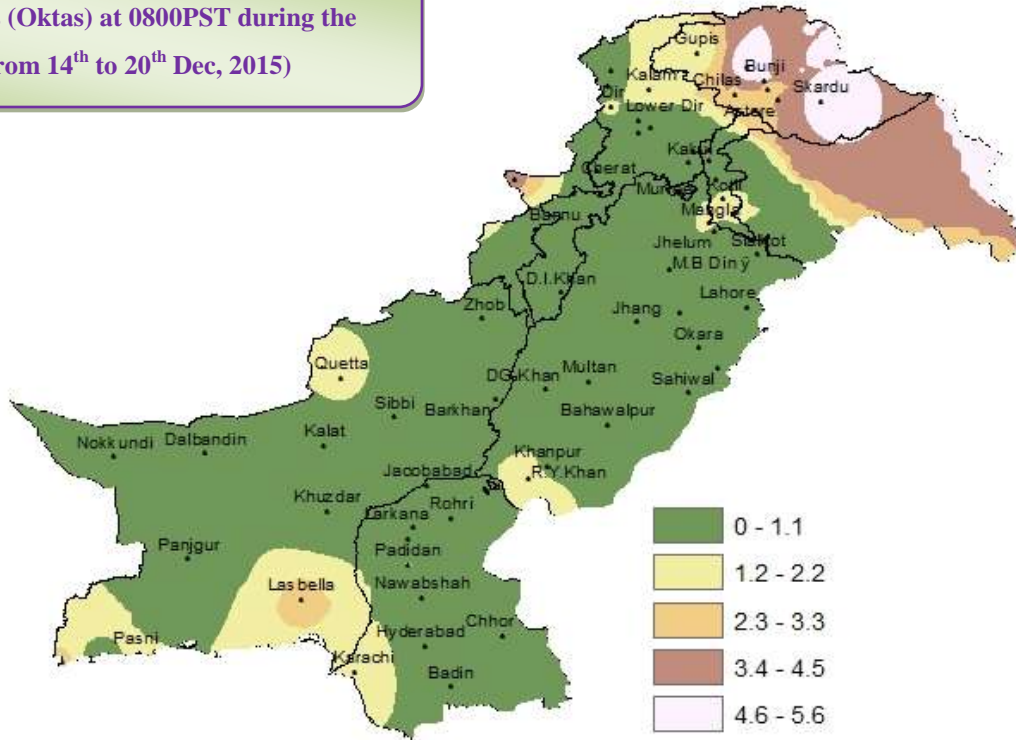 (Oktas) at 0800PST during the
rom 14th to 20th Dec, 2015)
Gupis
Kalam
Chilas
Bunji
Skardu
Dir
Astore
Lower Dir
Cherat
Kotli
Bannu
Mangla
Jhelum
Sialkot
M.B Diny
D.I.Khan
Lahore
Zhob
Jhang
Okara
Quetta
DG.Khan
Multan
Sahiwal
Sibbi
Barkhan
Bahawalpur
Nokkundi
Dalbandin
Kalat
Khanpur
Jacobabad
R.Y.Khan
Khuzdar
Rohri
Larkana
Panjgur
Padidan
Lasbella
Nawabshah
Chhor
Pasni
Hyderabad
Karachi
Badin
0 - 1.1
1.2 - 2.2
2.3 - 3.3
3.4 - 4.5
4.6 - 5.6